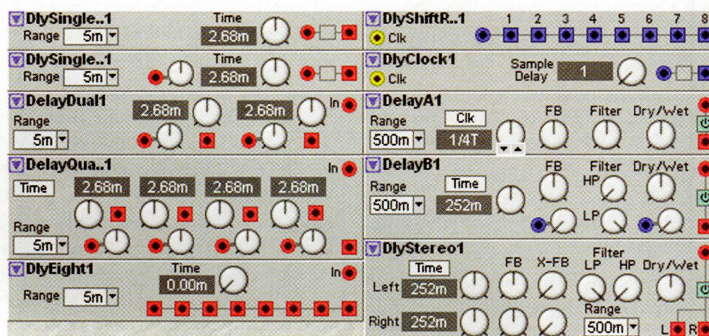 DlySingle..1
Time
Range 5m 2.68m
DlySingle..1
Time
Range 5m 2.68m
DelayDual1
2.68m 2.68m In
Range
5m
DelayQua..1
In
Time 2.68m 2.68m 2.68m 2.68m
Range
5m
DlyEight1
Time
0.00m In
Range 5m
DlyShiftR..1 1 2 3 4 5 6 7 8
Clk
DlyClock1
Clk
Sample
Delay 1
DelayA1
Range Clk FB Filter Dry/Wet
500m 1/4T
DelayB1
FB Filter Dry/Wet
Range Time HP
500m 252m
LP
DlyStereo1
Time FB X-FB Filter
LP HP Dry/Wet
Left 252m
Range
Right 252m 500m L R